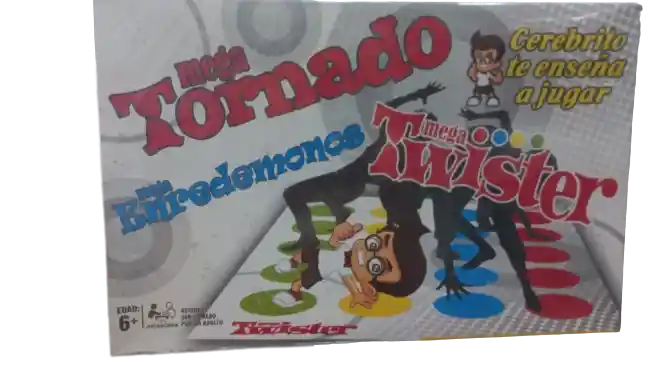 mega
Tornado
Cerebrito
te enseña
a jugar
mega
Enredemonos
mega
Twister
EDAD:
6+
Twister